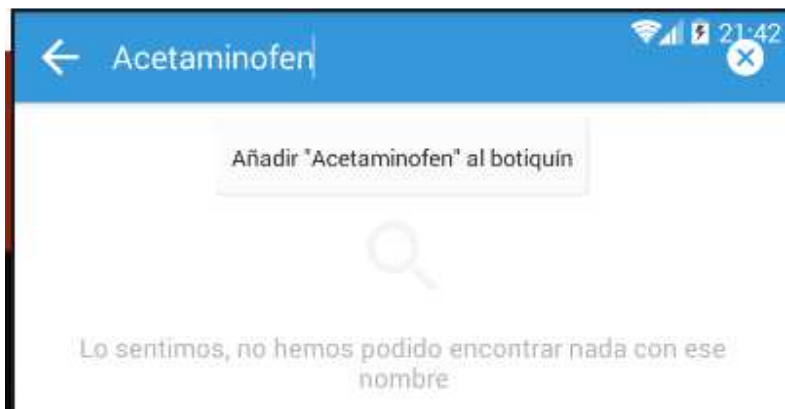 21:42
Acetaminofen
Añadir "Acetaminofen" al botiquín
Lo sentimos, no hemos podido encontrar nada con ese
nombre